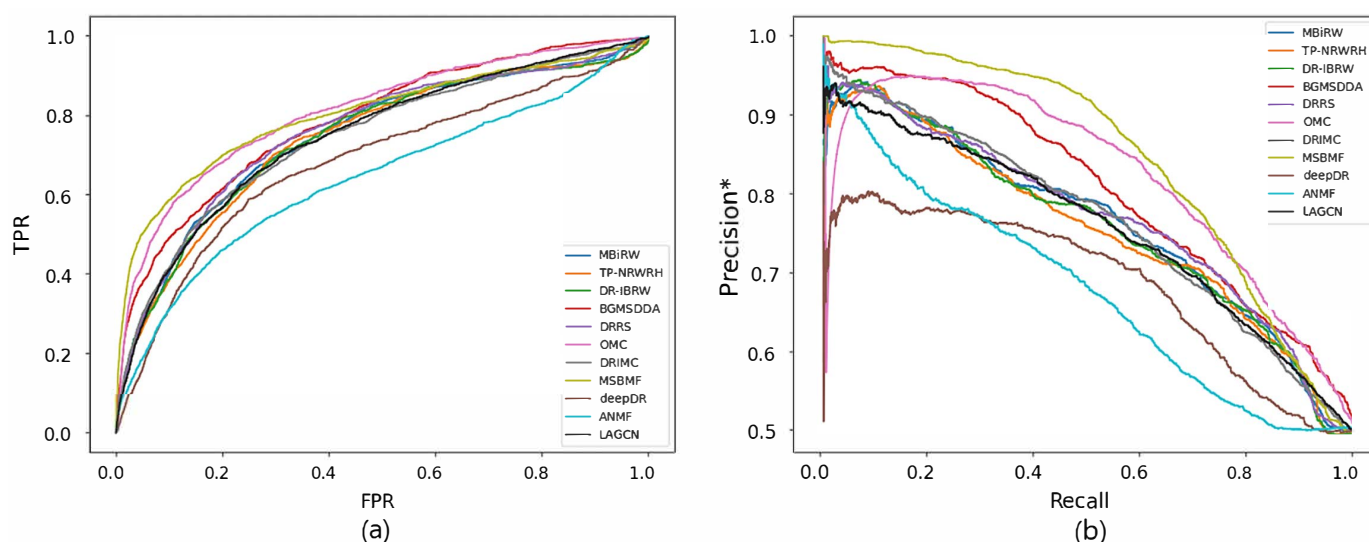 (a)
TPR
1.0
0.8
0.6
0.4
0.2
0.0
0.0 0.2 0.4 0.6 0.8 1.0
FPR
MBiRW
TP-NRWRH
DR-IBRW
BGMSDDA
DRRS
OMC
DRIMC
MSBMF
deepDR
ANMF
LAGCN
(b)
Precision*
1.0
0.9
0.8
0.7
0.6
0.5
0.0 0.2 0.4 0.6 0.8 1.0
Recall
MBiRW
TP-NRWRH
DR-IBRW
BGMSDDA
DRRS
OMC
DRIMC
MSBMF
deepDR
ANMF
LAGCN